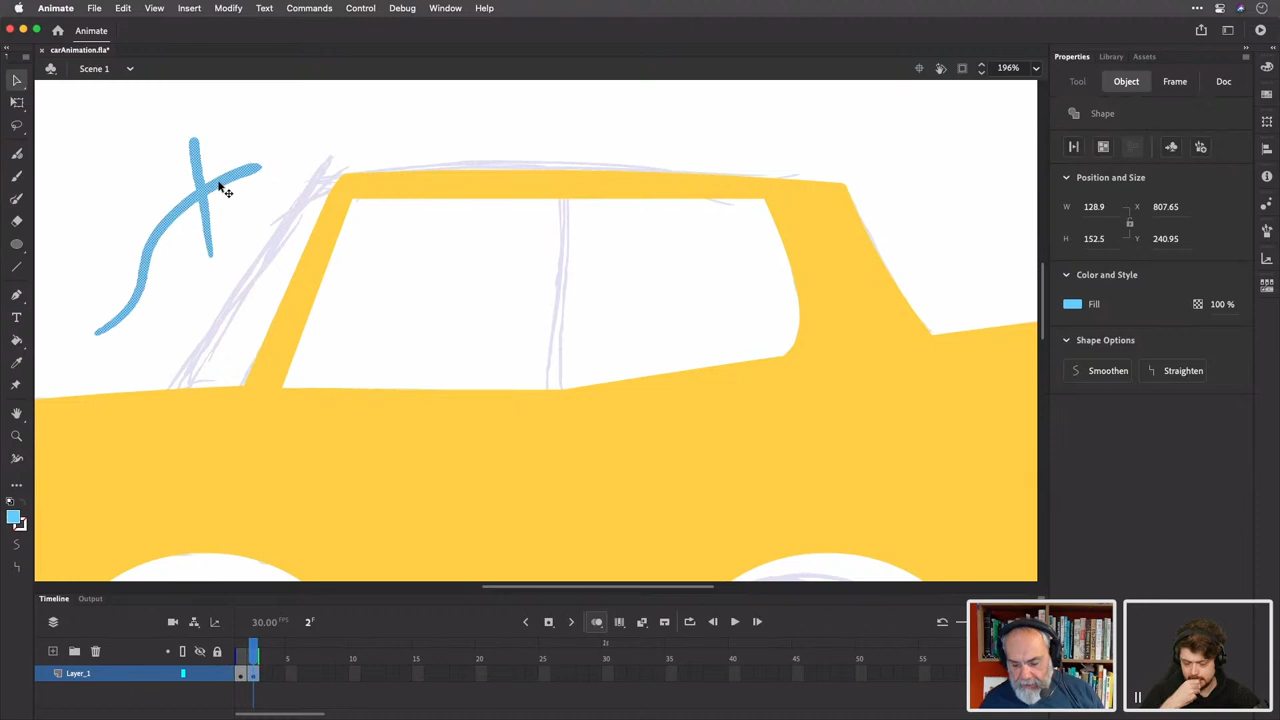 Animate File Edit View Insert Modify Text Commands Control Debug Window Help
Animate
carAnimation.fla*
Scene 1
196%
Properties Library Assets
Tool Object Frame Doc
Shape
Position and Size
W 128.9 X 807.65
H 152.5 Y 240.95
Color and Style
Fill 100 %
Shape Options
Smoothen Straighten
Timeline Output
30.00 FPS 2 F
1s
5 10 15 20 25 30 35 40 45 50 55
Layer_1